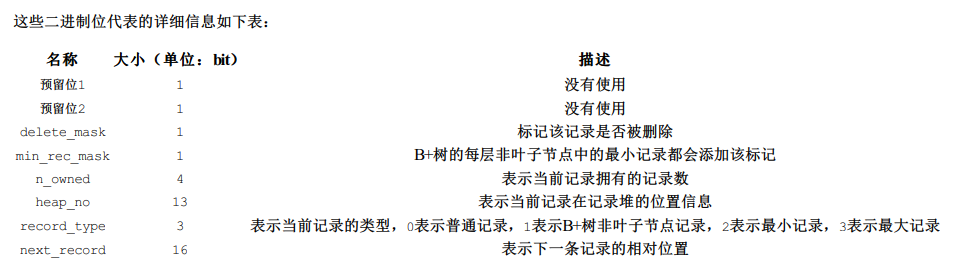 这些二进制位代表的详细信息如下表：
名称 大小（单位：bit） 描述
预留位1 1 没有使用
预留位2 1 没有使用
delete_mask 1 标记该记录是否被删除
min_rec_mask 1 B+树的每层非叶子节点中的最小记录都会添加该标记
n_owned 4 表示当前记录拥有的记录数
heap_no 13 表示当前记录在记录堆的位置信息
record_type 3 表示当前记录的类型，0表示普通记录，1表示B+树非叶子节点记录，2表示最小记录，3表示最大记录
next_record 16 表示下一条记录的相对位置